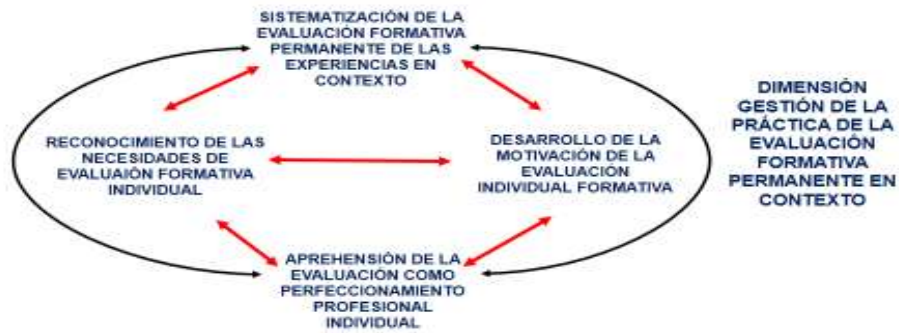 SISTEMATIZACIÓN DE LA
EVALUACIÓN FORMATIVA
PERMANENTE DE LAS
EXPERIENCIAS EN
CONTEXTO
RECONOCIMIENTO DE LAS
NECESIDADES DE
EVALUAIÓN FORMATIVA
INDIVIDUAL
DESARROLLO DE LA
MOTIVACIÓN DE LA
EVALUACIÓN
INDIVIDUAL FORMATIVA
APREHENSIÓN DE LA
EVALUACIÓN COMO
PERFECCIONAMIENTO
PROFESIONAL
INDIVIDUAL
DIMENSIÓN
GESTIÓN DE LA
PRÁCTICA DE LA
EVALUACIÓN
FORMATIVA
PERMANENTE EN
CONTEXTO